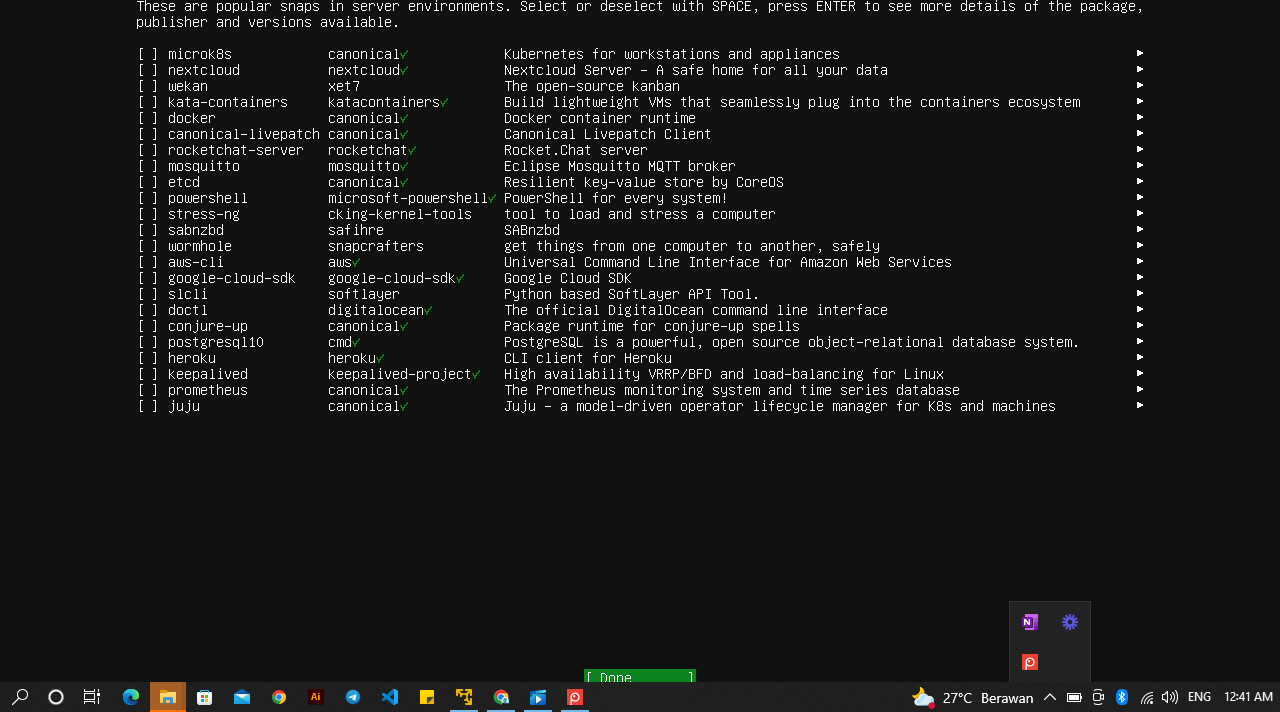 These are popular snaps in server environments. Select or deselect with SPACE, press ENTER to see more details of the package,
publisher and versions available.
[ ] microk8s canonical✓ Kubernetes for workstations and appliances ▸
[ ] nextcloud nextcloud✓ Nextcloud Server - A safe home for all your data ▸
[ ] wekan xet7 The open-source kanban ▸
[ ] kata-containers katacontainers✓ Build lightweight VMs that seamlessly plug into the containers ecosystem ▸
[ ] docker canonical✓ Docker container runtime ▸
[ ] canonical-livepatch canonical✓ Canonical Livepatch Client ▸
[ ] rocketchat-server rocketchat✓ Rocket.Chat server ▸
[ ] mosquitto mosquitto✓ Eclipse Mosquitto MQTT broker ▸
[ ] etcd canonical✓ Resilient key-value store by CoreOS ▸
[ ] powershell microsoft-powershell✓ PowerShell for every system! ▸
[ ] stress-ng cking-kernel-tools tool to load and stress a computer ▸
[ ] sabnzbd safihre SABnzbd ▸
[ ] wormhole snapcrafters get things from one computer to another, safely ▸
[ ] aws-cli aws✓ Universal Command Line Interface for Amazon Web Services ▸
[ ] google-cloud-sdk google-cloud-sdk✓ Google Cloud SDK ▸
[ ] slcli softlayer Python based SoftLayer API Tool. ▸
[ ] doctl digitalocean✓ The official DigitalOcean command line interface ▸
[ ] conjure-up canonical✓ Package runtime for conjure-up spells ▸
[ ] postgresql10 cmd✓ PostgreSQL is a powerful, open source object-relational database system. ▸
[ ] heroku heroku✓ CLI client for Heroku ▸
[ ] keepalived keepalived-project✓ High availability VRRP/BFD and load-balancing for Linux ▸
[ ] prometheus canonical✓ The Prometheus monitoring system and time series database ▸
[ ] juju canonical✓ Juju - a model-driven operator lifecycle manager for K8s and machines ▸
[ Done ]
Ai 27°C Berawan ENG 12:41 AM